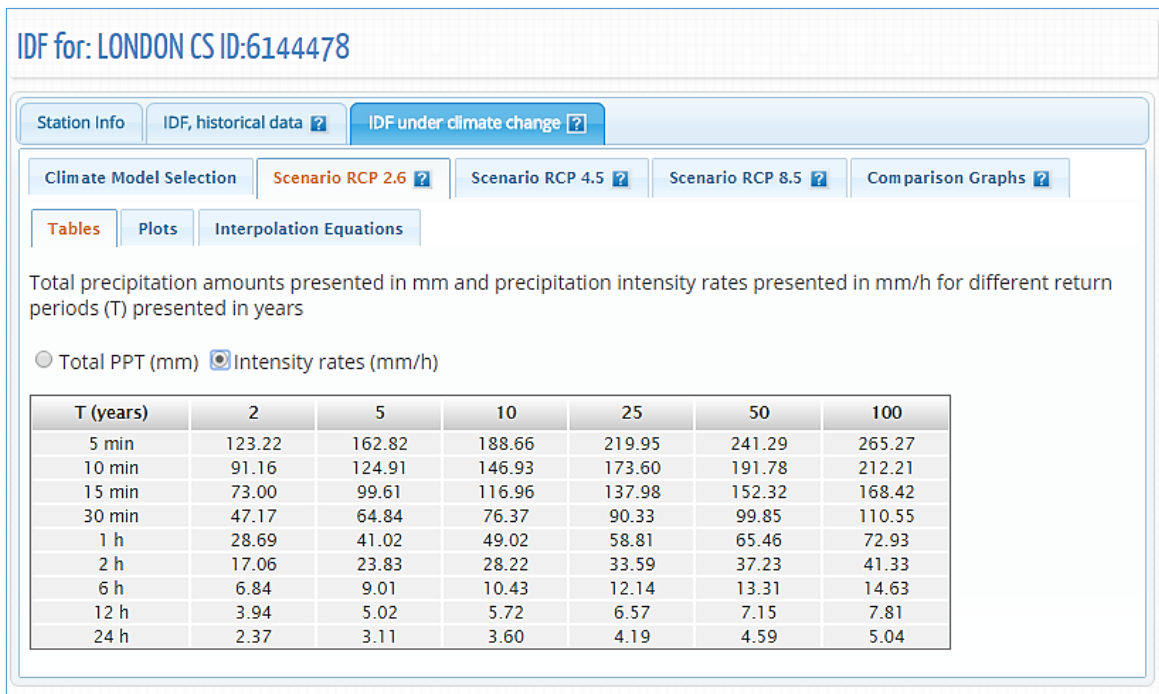 IDF for: LONDON CS ID:6144478
Station Info IDF, historical data ? IDF under climate change ?
Climate Model Selection Scenario RCP 2.6 ? Scenario RCP 4.5 ? Scenario RCP 8.5 ? Comparison Graphs ?
Tables Plots Interpolation Equations
Total precipitation amounts presented in mm and precipitation intensity rates presented in mm/h for different return
periods (T) presented in years
Total PPT (mm) Intensity rates (mm/h)
T (years) 2 5 10 25 50 100
5 min 123.22 162.82 188.66 219.95 241.29 265.27
10 min 91.16 124.91 146.93 173.60 191.78 212.21
15 min 73.00 99.61 116.96 137.98 152.32 168.42
30 min 47.17 64.84 76.37 90.33 99.85 110.55
1 h 28.69 41.02 49.02 58.81 65.46 72.93
2 h 17.06 23.83 28.22 33.59 37.23 41.33
6 h 6.84 9.01 10.43 12.14 13.31 14.63
12 h 3.94 5.02 5.72 6.57 7.15 7.81
24 h 2.37 3.11 3.60 4.19 4.59 5.04